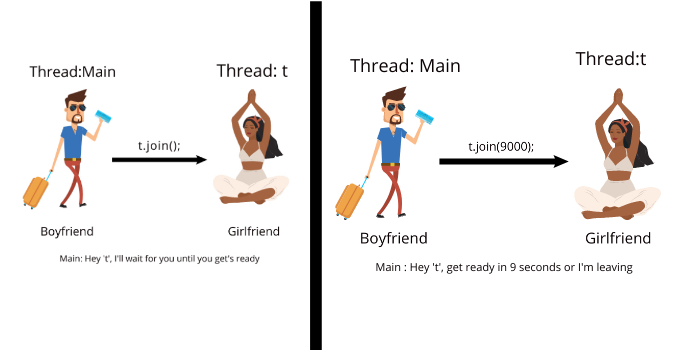 Thread:Main
Thread: t
t.join();
Boyfriend
Girlfriend
Main: Hey 't', I'll wait for you until you get's ready
Thread: Main
Thread:t
t.join(9000);
Boyfriend
Girlfriend
Main : Hey 't', get ready in 9 seconds or I'm leaving